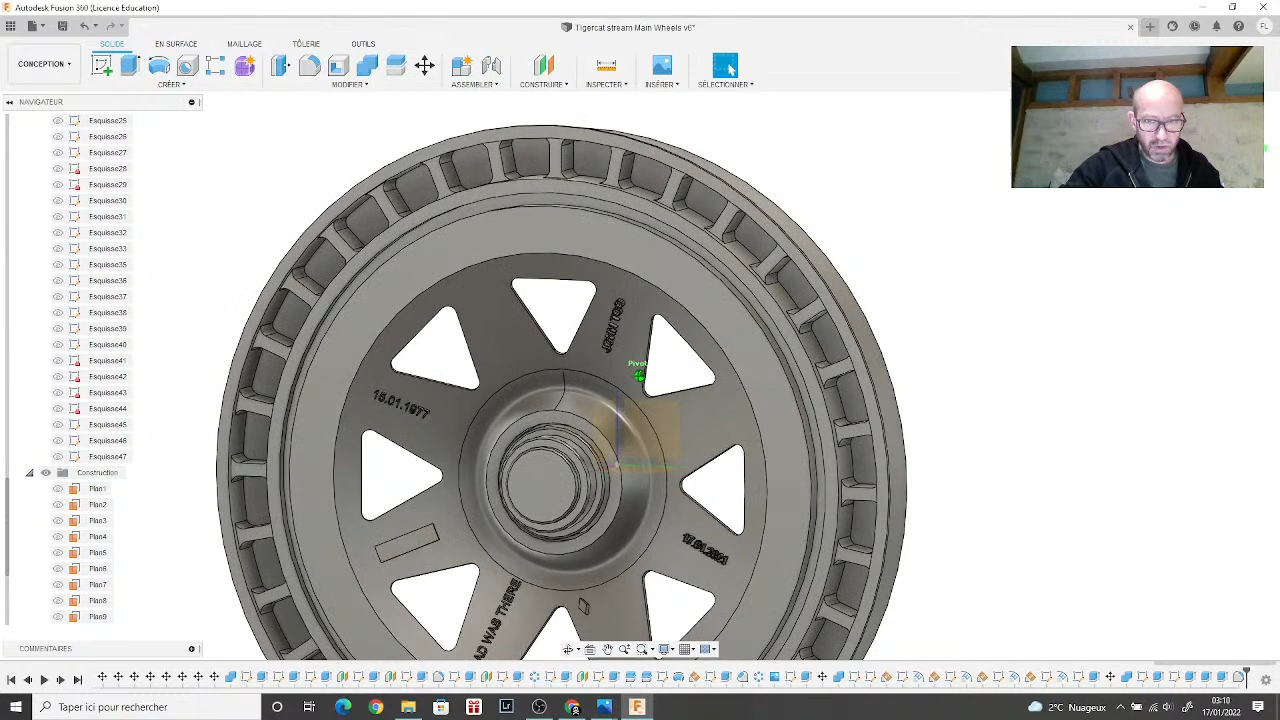 Autodesk Fusion 360 (Licence Education)
Tigercat stream Main Wheels v6*
FL
SOLIDE
EN SURFACE
MAILLAGE
TÔLERIE
OUTILS
CONCEPTION
CRÉER
MODIFIER
ASSEMBLER
CONSTRUIRE
INSPECTER
INSÉRER
SÉLECTIONNER
NAVIGATEUR
Esquisse25
Esquisse26
Esquisse27
Esquisse28
Esquisse29
Esquisse30
Esquisse31
Esquisse32
Esquisse33
Esquisse35
Esquisse36
Esquisse37
Esquisse38
Esquisse39
Esquisse40
Esquisse41
Esquisse42
Esquisse43
Esquisse44
Esquisse45
Esquisse46
Esquisse47
Construction
Plan1
Plan2
Plan3
Plan4
Plan5
Plan6
Plan7
Plan8
Plan9
Pivot
15.01.1977
WAS THERE
COMMENTAIRES
Taper ici pour rechercher
2°C Nuageux
03:10
17/01/2022